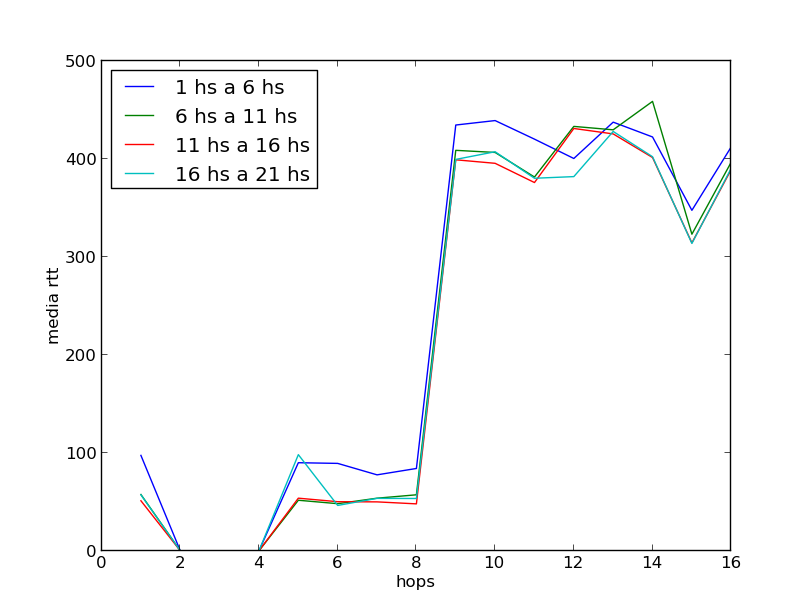 500
400
300
200
100
0
media rtt
1 hs a 6 hs
6 hs a 11 hs
11 hs a 16 hs
16 hs a 21 hs
0 2 4 6 8 10 12 14 16
hops